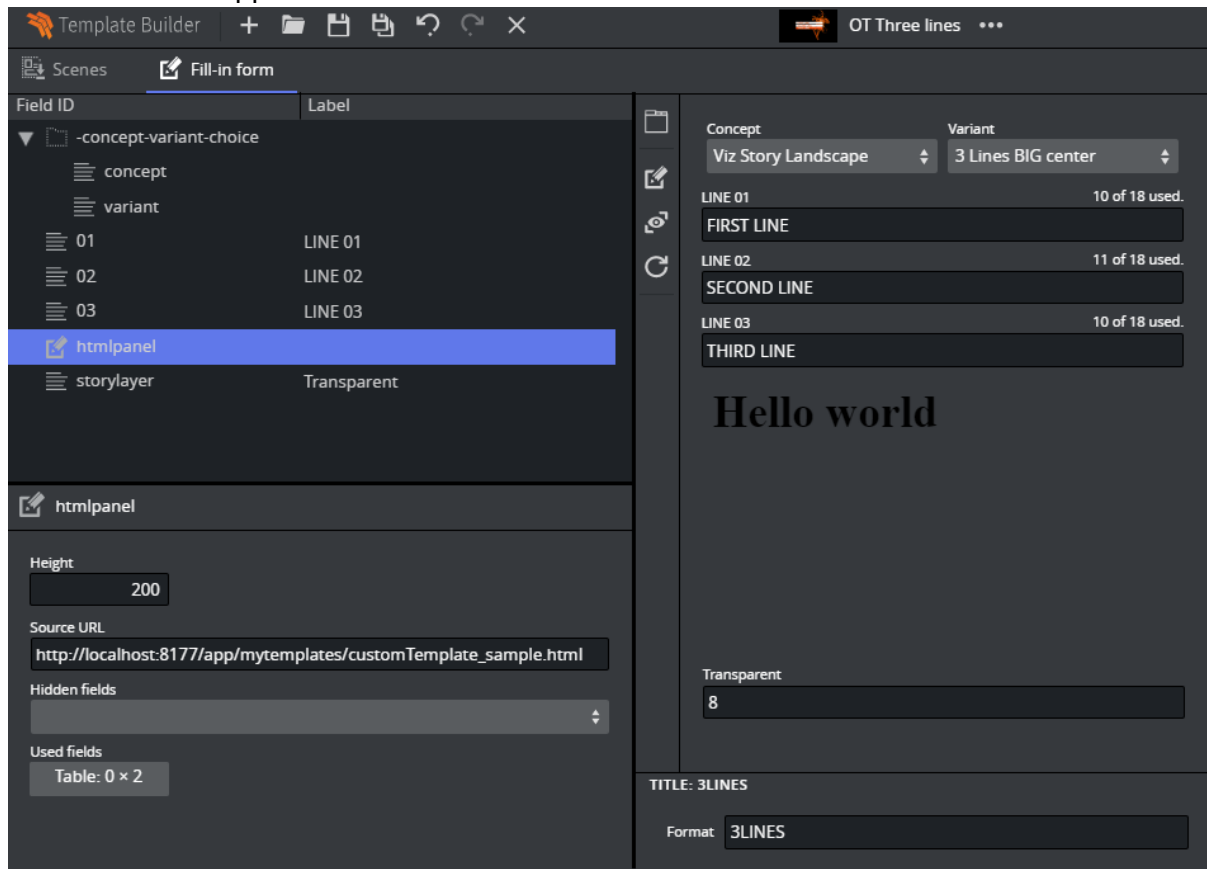 Template Builder
OT Three lines
Scenes
Fill-in form
Field ID
Label
-concept-variant-choice
concept
variant
01
LINE 01
02
LINE 02
03
LINE 03
htmlpanel
storylayer
Transparent
htmlpanel
Height
200
Source URL
http://localhost:8177/app/mytemplates/customTemplate_sample.html
Hidden fields
Used fields
Table: 0 × 2
Concept
Variant
Viz Story Landscape
3 Lines BIG center
LINE 01
10 of 18 used.
FIRST LINE
LINE 02
11 of 18 used.
SECOND LINE
LINE 03
10 of 18 used.
THIRD LINE
Hello world
Transparent
8
TITLE: 3LINES
Format
3LINES